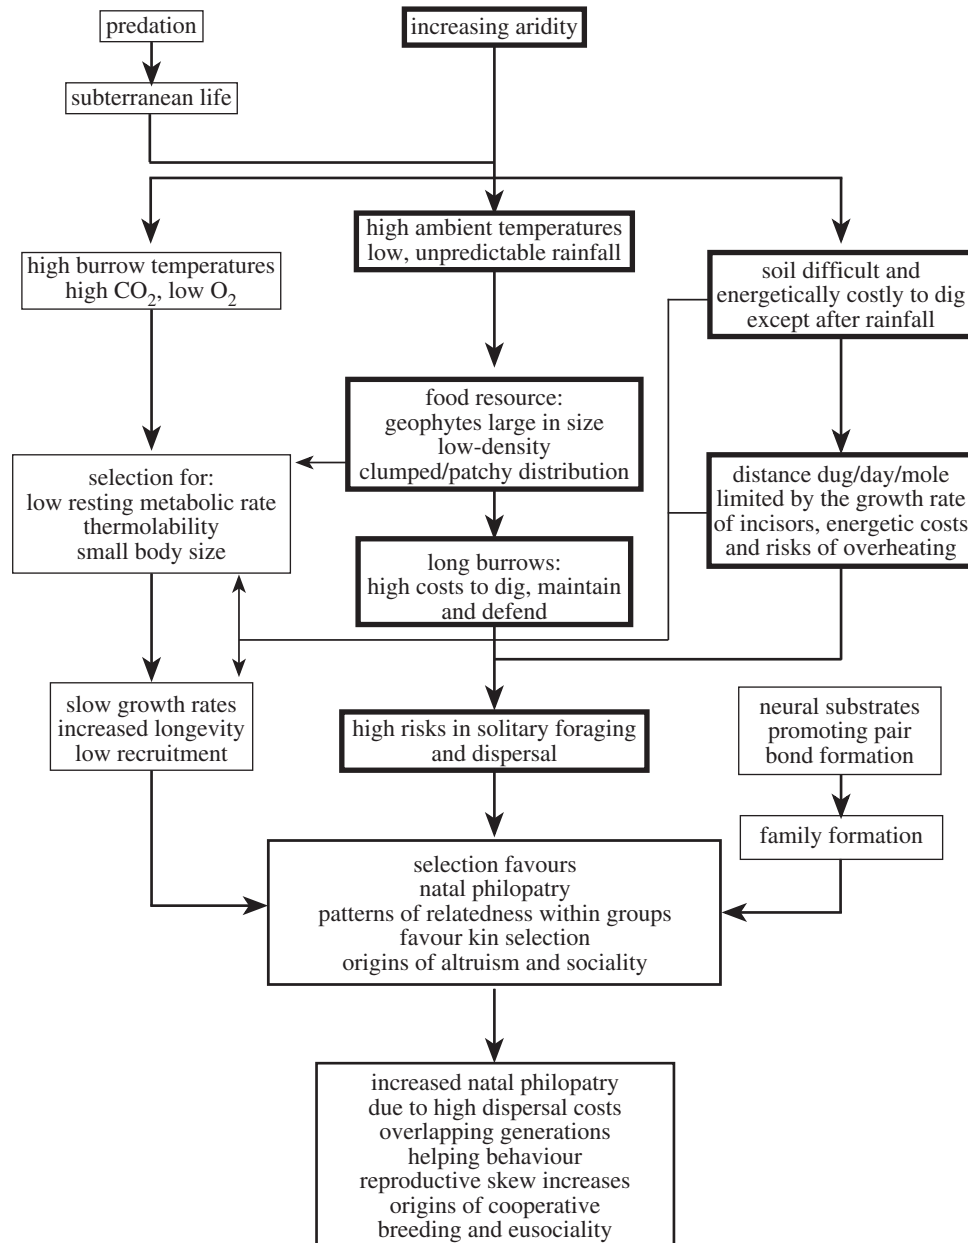 predation
increasing aridity
subterranean life
high ambient temperatures
low, unpredictable rainfall
high burrow temperatures
high CO₂, low O₂
soil difficult and
energetically costly to dig
except after rainfall
food resource:
geophytes large in size
low-density
clumped/patchy distribution
selection for:
low resting metabolic rate
thermolability
small body size
distance dug/day/mole
limited by the growth rate
of incisors, energetic costs
and risks of overheating
long burrows:
high costs to dig, maintain
and defend
slow growth rates
increased longevity
low recruitment
high risks in solitary foraging
and dispersal
neural substrates
promoting pair
bond formation
family formation
selection favours
natal philopatry
patterns of relatedness within groups
favour kin selection
origins of altruism and sociality
increased natal philopatry
due to high dispersal costs
overlapping generations
helping behaviour
reproductive skew increases
origins of cooperative
breeding and eusociality